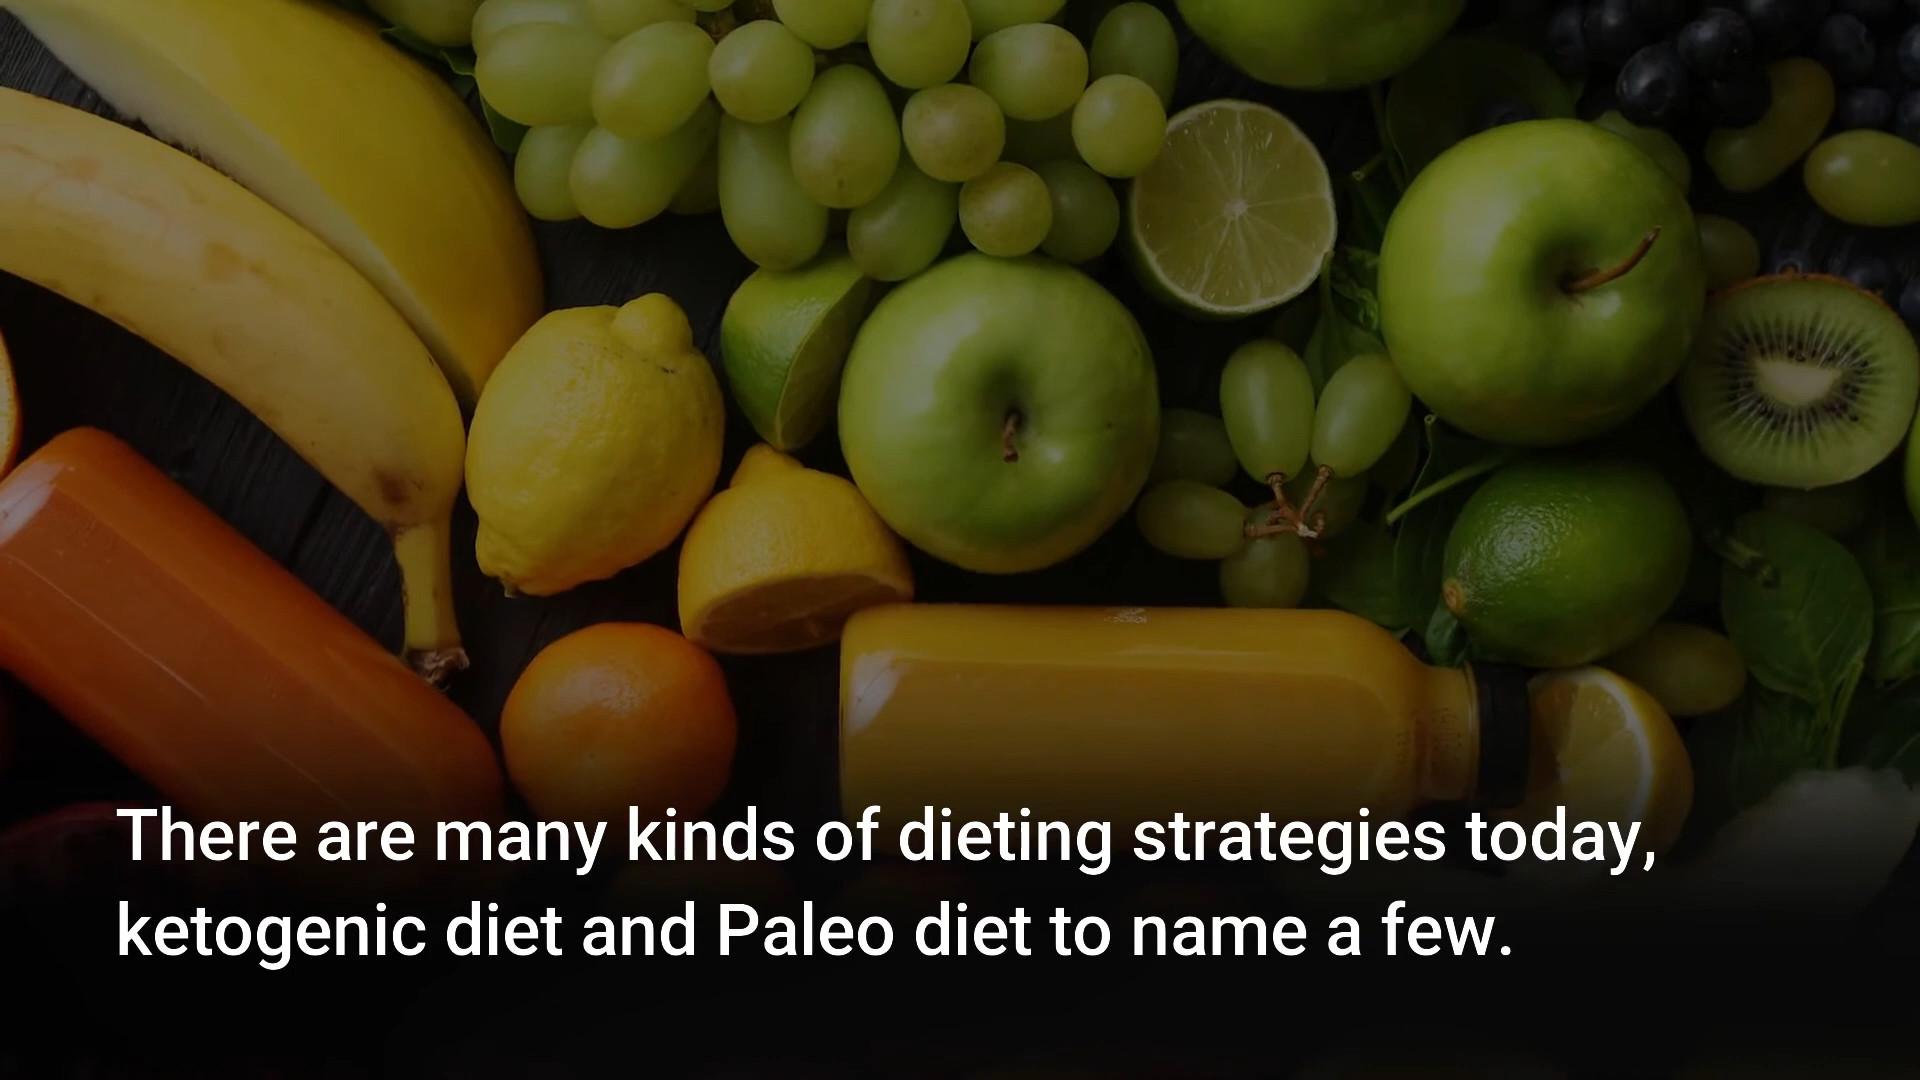 There are many kinds of dieting strategies today,
ketogenic diet and Paleo diet to name a few.